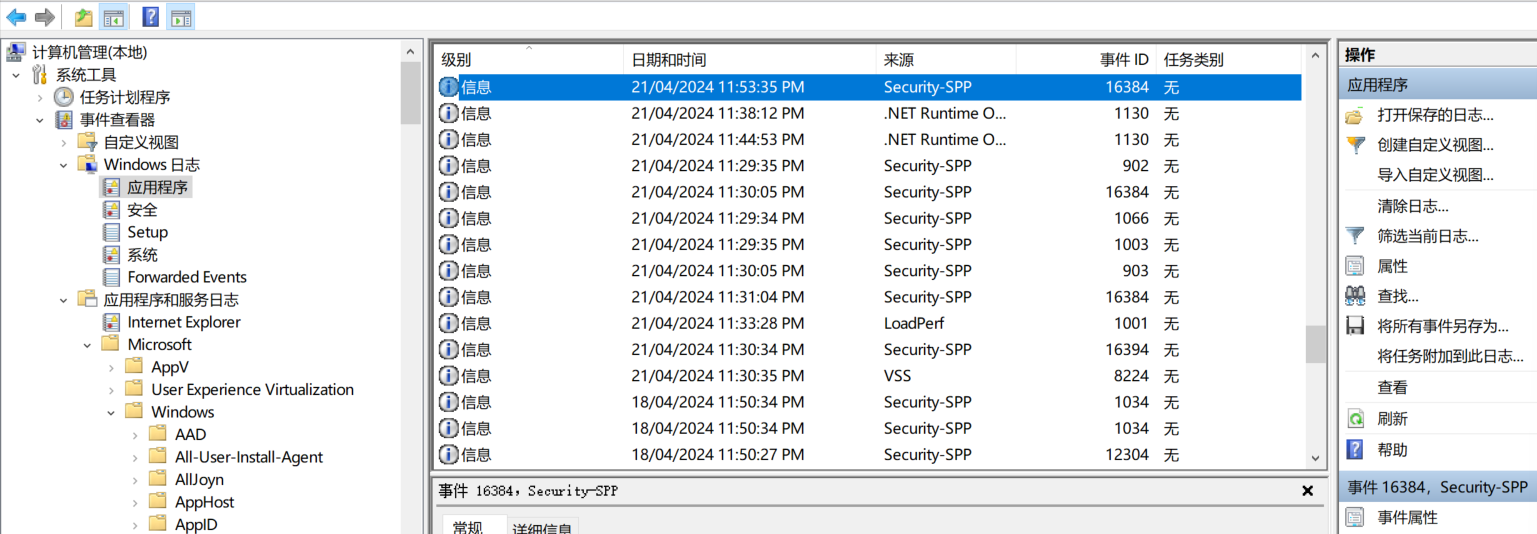 计算机管理(本地)
系统工具
任务计划程序
事件查看器
自定义视图
Windows 日志
应用程序
安全
Setup
系统
Forwarded Events
应用程序和服务日志
Internet Explorer
Microsoft
AppV
User Experience Virtualization
Windows
AAD
All-User-Install-Agent
AllJoyn
AppHost
AppID
级别 日期和时间 来源 事件 ID 任务类别
信息 21/04/2024 11:53:35 PM Security-SPP 16384 无
信息 21/04/2024 11:38:12 PM .NET Runtime O... 1130 无
信息 21/04/2024 11:44:53 PM .NET Runtime O... 1130 无
信息 21/04/2024 11:29:35 PM Security-SPP 902 无
信息 21/04/2024 11:30:05 PM Security-SPP 16384 无
信息 21/04/2024 11:29:34 PM Security-SPP 1066 无
信息 21/04/2024 11:29:35 PM Security-SPP 1003 无
信息 21/04/2024 11:30:05 PM Security-SPP 903 无
信息 21/04/2024 11:31:04 PM Security-SPP 16384 无
信息 21/04/2024 11:33:28 PM LoadPerf 1001 无
信息 21/04/2024 11:30:34 PM Security-SPP 16394 无
信息 21/04/2024 11:30:35 PM VSS 8224 无
信息 18/04/2024 11:50:34 PM Security-SPP 1034 无
信息 18/04/2024 11:50:34 PM Security-SPP 1034 无
信息 18/04/2024 11:50:27 PM Security-SPP 12304 无
事件 16384，Security-SPP
常规 详细信息
操作
应用程序
打开保存的日志...
创建自定义视图...
导入自定义视图...
清除日志...
筛选当前日志...
属性
查找...
将所有事件另存为...
将任务附加到此日志...
查看
刷新
帮助
事件 16384，Security-SPP
事件属性